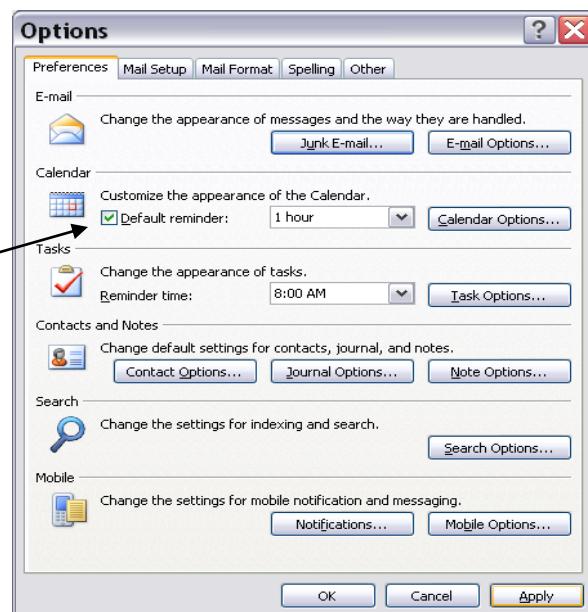 Options
Preferences Mail Setup Mail Format Spelling Other
E-mail
Change the appearance of messages and the way they are handled.
Junk E-mail... E-mail Options...
Calendar
Customize the appearance of the Calendar.
Default reminder: 1 hour Calendar Options...
Tasks
Change the appearance of tasks.
Reminder time: 8:00 AM Task Options...
Contacts and Notes
Change default settings for contacts, journal, and notes.
Contact Options... Journal Options... Note Options...
Search
Change the settings for indexing and search.
Search Options...
Mobile
Change the settings for mobile notification and messaging.
Notifications... Mobile Options...
OK Cancel Apply